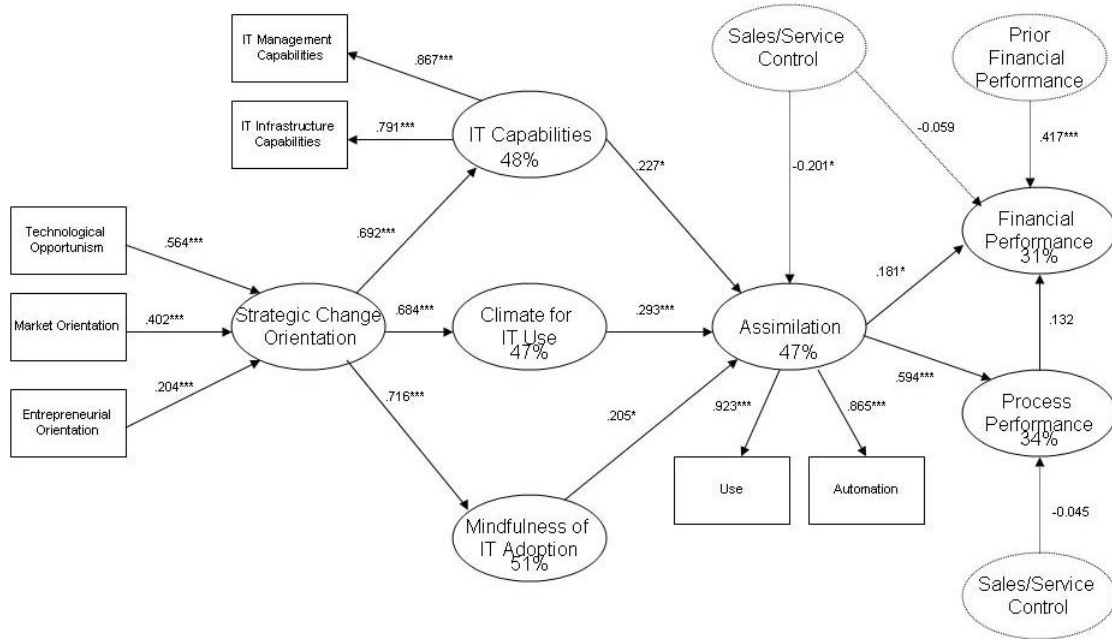 IT Management
Capabilities
.867***
IT Infrastructure
Capabilities
.791***
IT Capabilities
48%
Sales/Service
Control
Prior
Financial
Performance
-0.059
.417***
-0.201*
.227*
Technological
Opportunism
.564***
.692***
Financial
Performance
31%
.181*
Market Orientation
.402***
Strategic Change
Orientation
.684***
Climate for
IT Use
47%
.293***
Assimilation
47%
.132
.204***
.594***
Entrepreneurial
Orientation
.716***
.205*
.923***
.865***
Process
Performance
34%
Use
Automation
-0.045
Mindfulness of
IT Adoption
51%
Sales/Service
Control